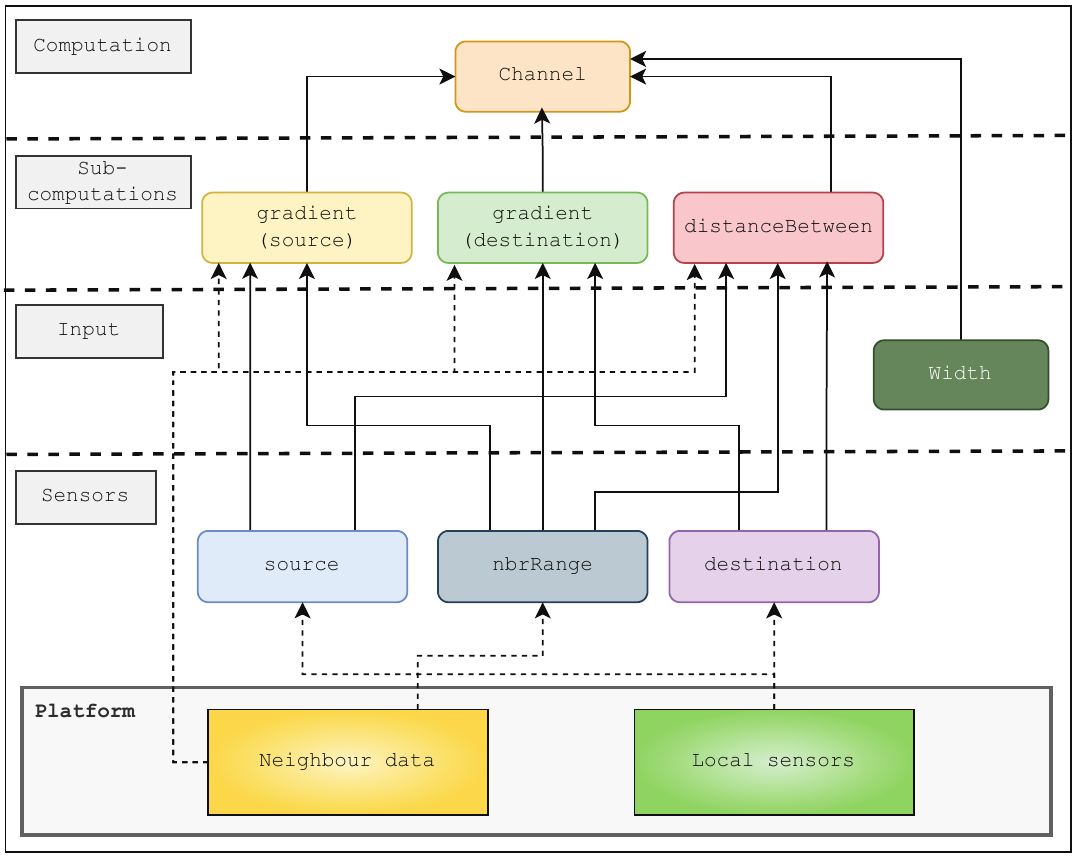 Computation
Channel
Sub-
computations
gradient
(source)
gradient
(destination)
distanceBetween
Input
Width
Sensors
source
nbrRange
destination
Platform
Neighbour data
Local sensors